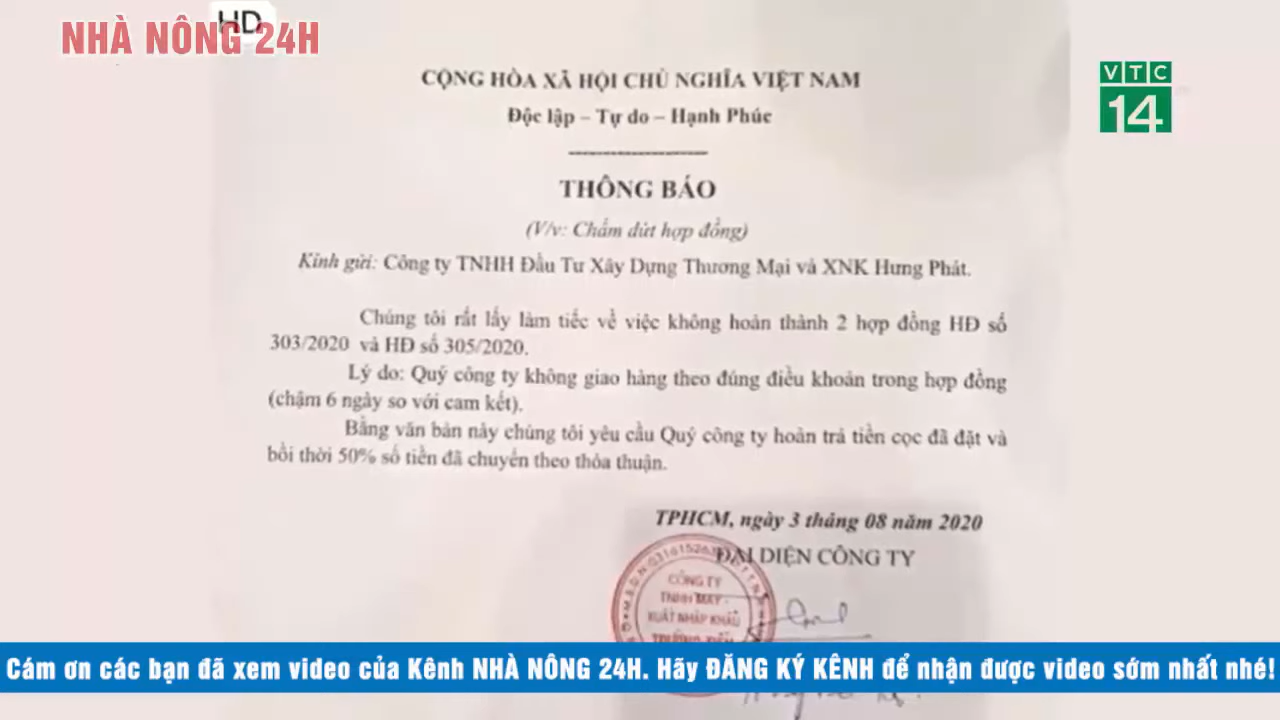 HD
NHÀ NÔNG 24H
VTC
14
CỘNG HÒA XÃ HỘI CHỦ NGHĨA VIỆT NAM
Độc lập – Tự do – Hạnh Phúc
THÔNG BÁO
(V/v: Chấm dứt hợp đồng)
Kính gửi: Công ty TNHH Đầu Tư Xây Dựng Thương Mại và XNK Hưng Phát.
Chúng tôi rất lấy làm tiếc về việc không hoàn thành 2 hợp đồng HĐ số
303/2020 và HĐ số 305/2020.
Lý do: Quý công ty không giao hàng theo đúng điều khoản trong hợp đồng
(chậm 6 ngày so với cam kết).
Bằng văn bản này chúng tôi yêu cầu Quý công ty hoàn trả tiền cọc đã đặt và
bồi thời 50% số tiền đã chuyển theo thỏa thuận.
TPHCM, ngày 3 tháng 08 năm 2020
ĐẠI DIỆN CÔNG TY
CÔNG TY
TNHH MAY
XUẤT NHẬP KHẨU
Cám ơn các bạn đã xem video của Kênh NHÀ NÔNG 24H. Hãy ĐĂNG KÝ KÊNH để nhận được video sớm nhất nhé!